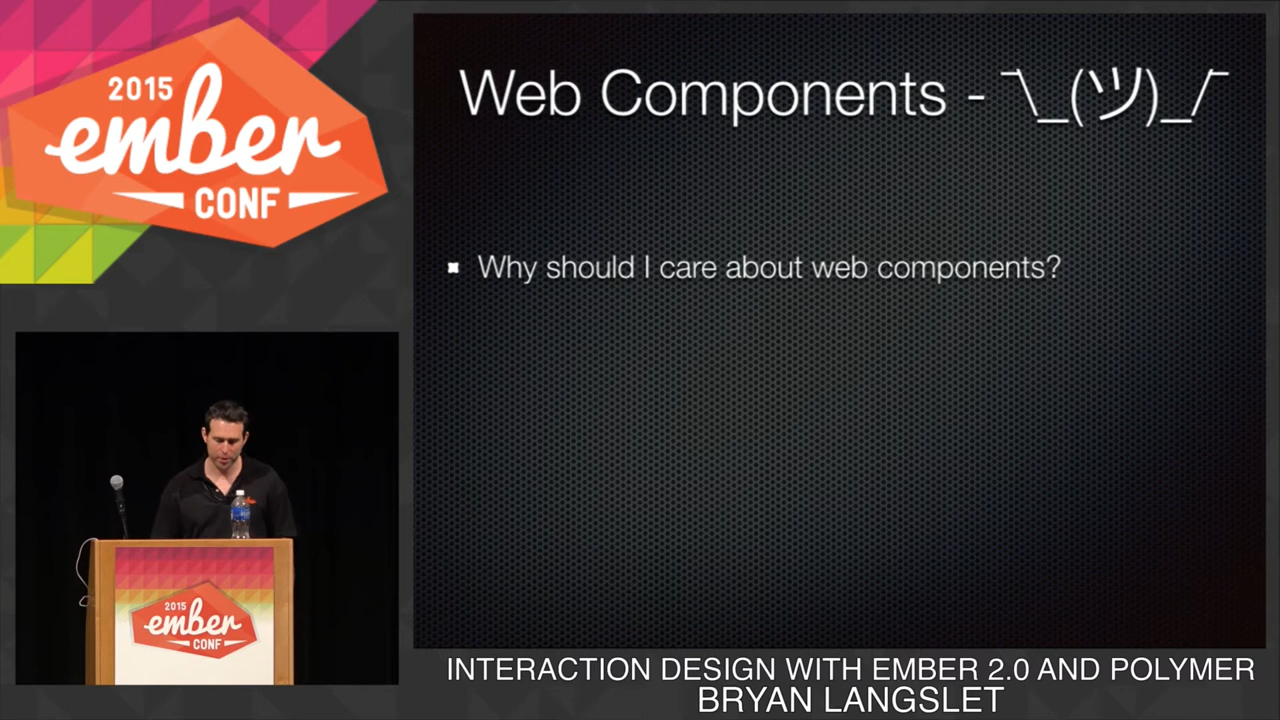 2015
ember
CONF
Web Components - ¯\_(ツ)_/¯
Why should I care about web components?
2015
ember
CONF
INTERACTION DESIGN WITH EMBER 2.0 AND POLYMER
BRYAN LANGSLET